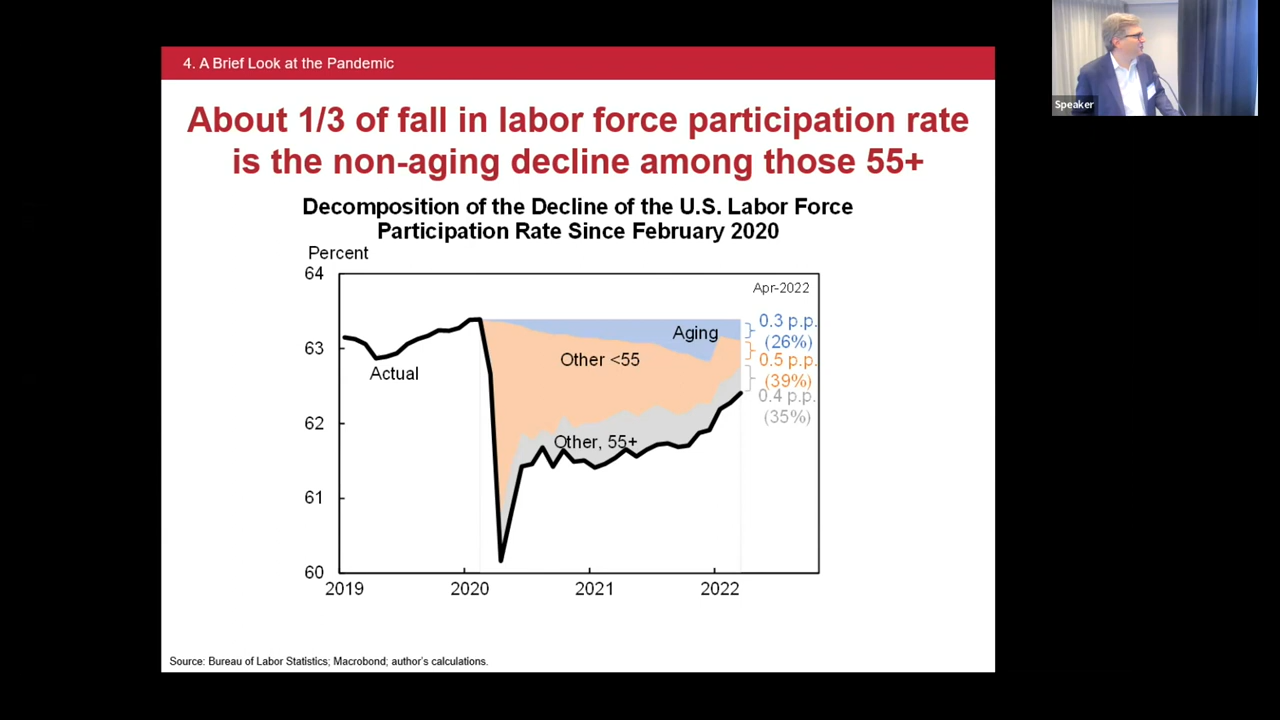 4. A Brief Look at the Pandemic
About 1/3 of fall in labor force participation rate
is the non-aging decline among those 55+
Decomposition of the Decline of the U.S. Labor Force
Participation Rate Since February 2020
Percent
64
63
62
61
60
2019
2020
2021
2022
Actual
Aging
Other <55
Other, 55+
Apr-2022
0.3 p.p.
(26%)
0.5 p.p.
(39%)
0.4 p.p.
(35%)
Source: Bureau of Labor Statistics; Macrobond; author's calculations.
Speaker